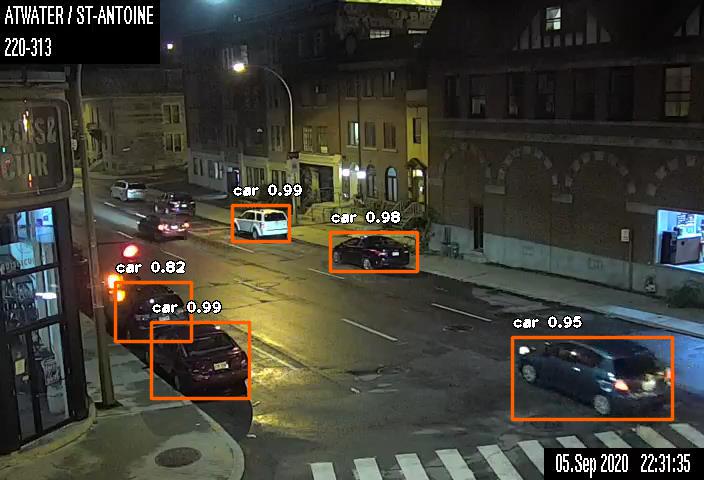 ATWATER / ST-ANTOINE
220-313
car 0.99
car 0.98
car 0.82
car 0.99
car 0.95
CUIR
05.Sep 2020 22:31:35